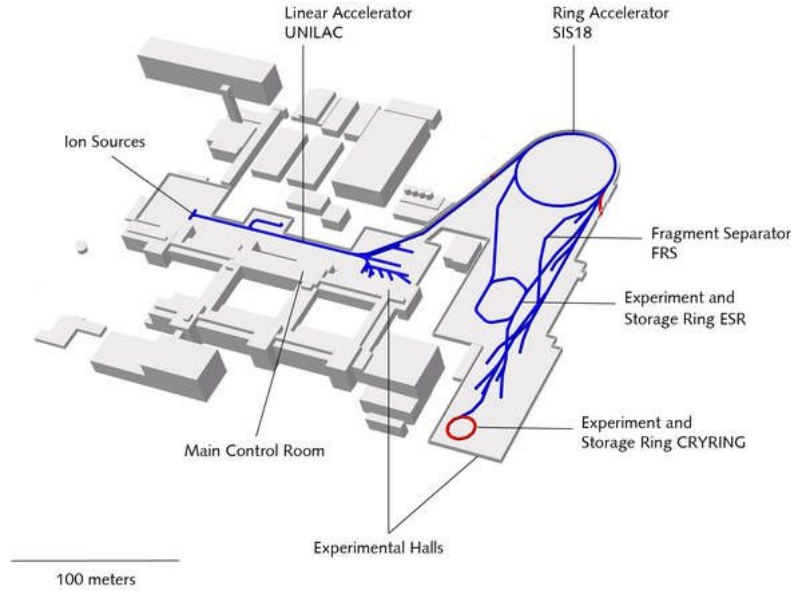 Linear Accelerator
UNILAC
Ring Accelerator
SIS18
Ion Sources
Fragment Separator
FRS
Experiment and
Storage Ring ESR
Experiment and
Storage Ring CRYRING
Main Control Room
Experimental Halls
100 meters